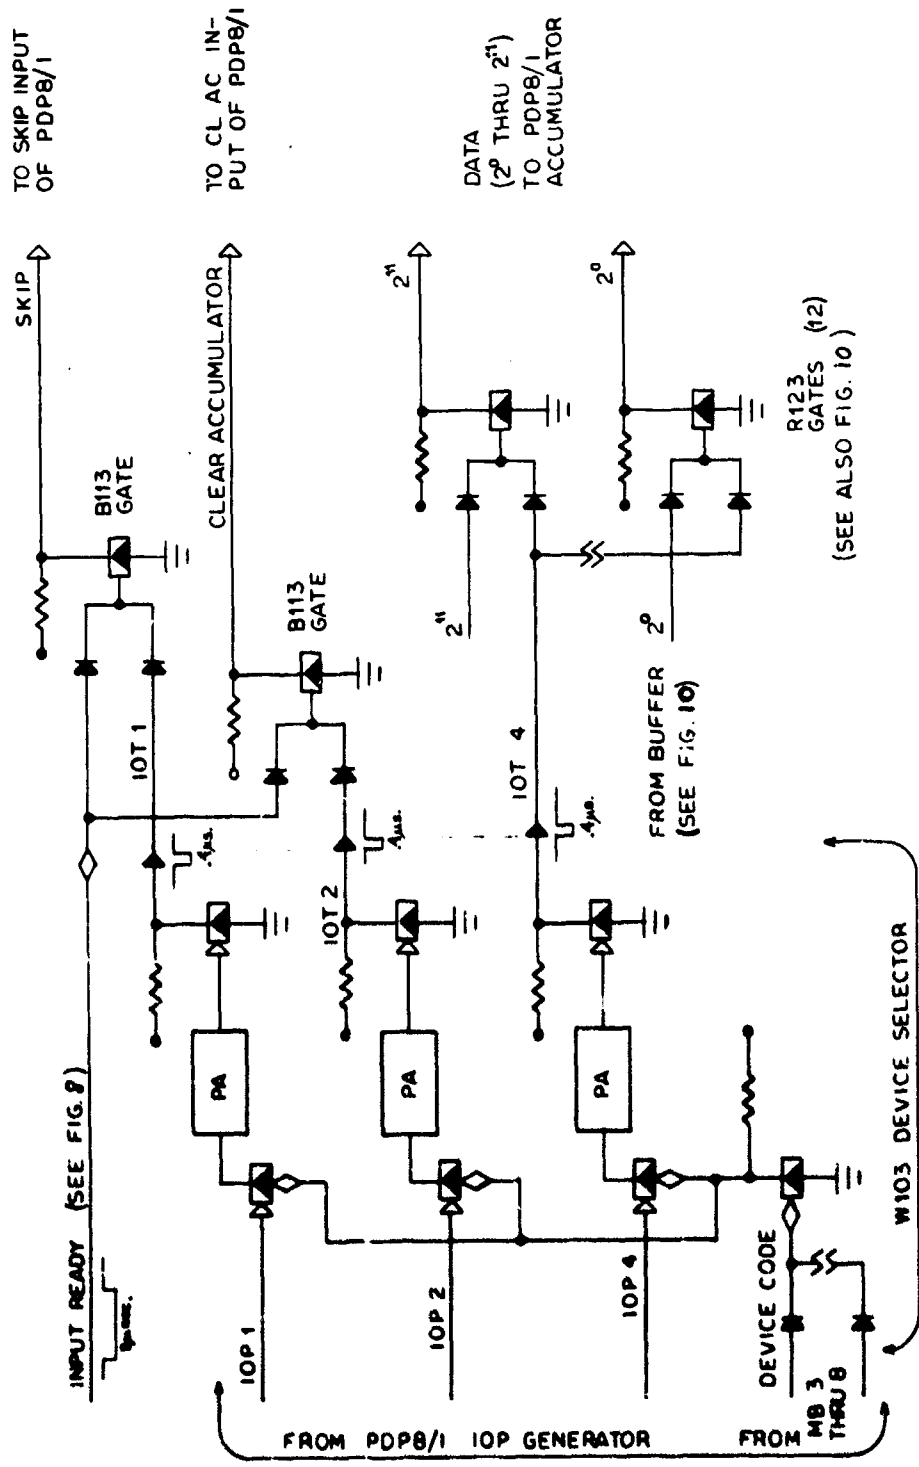 INPUT READY (SEE FIG. 8)
SKIP
TO SKIP INPUT
OF PDP8/I
B113
GATE
IOT 1
.4μs.
PA
IOP 1
CLEAR ACCUMULATOR
TO CL AC IN-
PUT OF PDP8/I
B113
GATE
IOT 2
.4μs.
PA
IOP 2
2¹¹
2¹¹
DATA
(2⁰ THRU 2¹¹)
TO PDP8/I
ACCUMULATOR
IOT 4
.4μs.
PA
IOP 4
2⁰
2⁰
FROM BUFFER
(SEE FIG. 10)
R123
GATES (12)
(SEE ALSO FIG. 10)
DEVICE CODE
MB 3
THRU 8
FROM PDP8/I IOP GENERATOR
FROM
W103 DEVICE SELECTOR